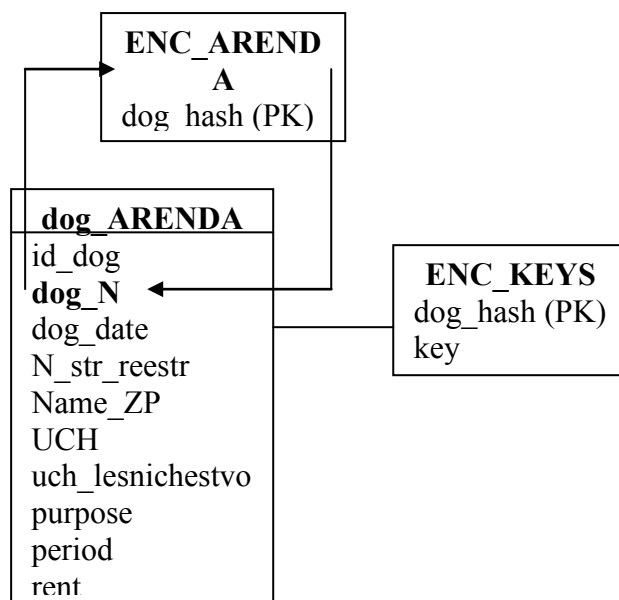 ENC_AREND
A
dog_hash (PK)
dog_ARENDA
id_dog
dog_N
dog_date
N_str_reestr
Name_ZP
UCH
uch_lesnichestvo
purpose
period
rent
ENC_KEYS
dog_hash (PK)
key